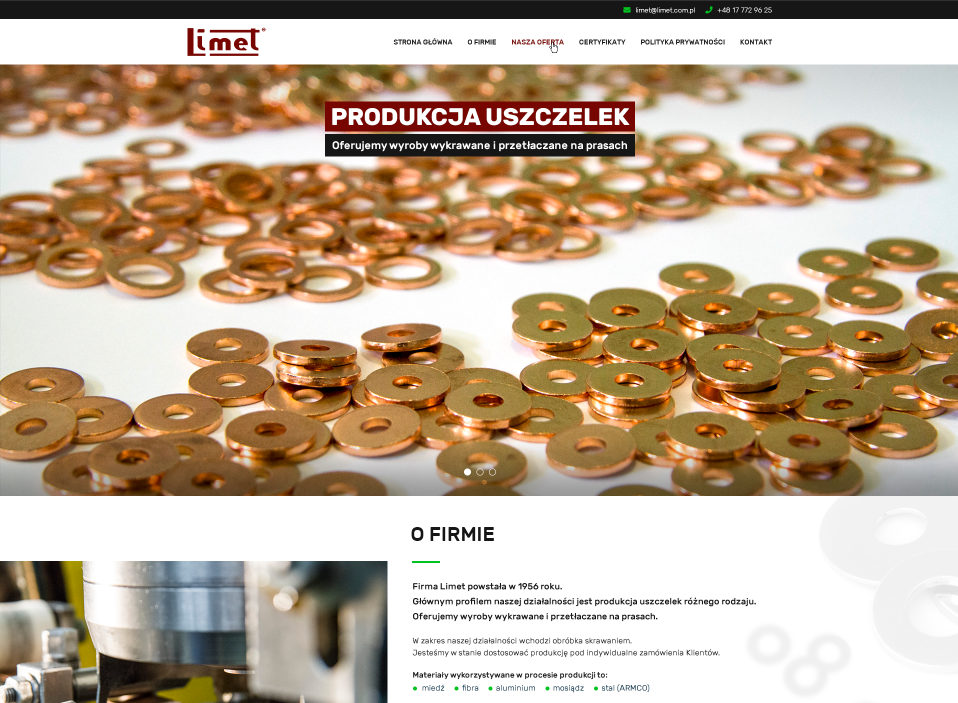 limet@limet.com.pl +48 17 772 96 25
Limet®
STRONA GŁÓWNA O FIRMIE NASZA OFERTA CERTYFIKATY POLITYKA PRYWATNOŚCI KONTAKT
PRODUKCJA USZCZELEK
Oferujemy wyroby wykrawane i przetłaczane na prasach
O FIRMIE
Firma Limet powstała w 1956 roku.
Głównym profilem naszej działalności jest produkcja uszczelek różnego rodzaju.
Oferujemy wyroby wykrawane i przetłaczane na prasach.
W zakres naszej działalności wchodzi obróbka skrawaniem.
Jesteśmy w stanie dostosować produkcję pod indywidualne zamówienia Klientów.
Materiały wykorzystywane w procesie produkcji to:
• miedź • fibra • aluminium • mosiądz • stal (ARMCO)